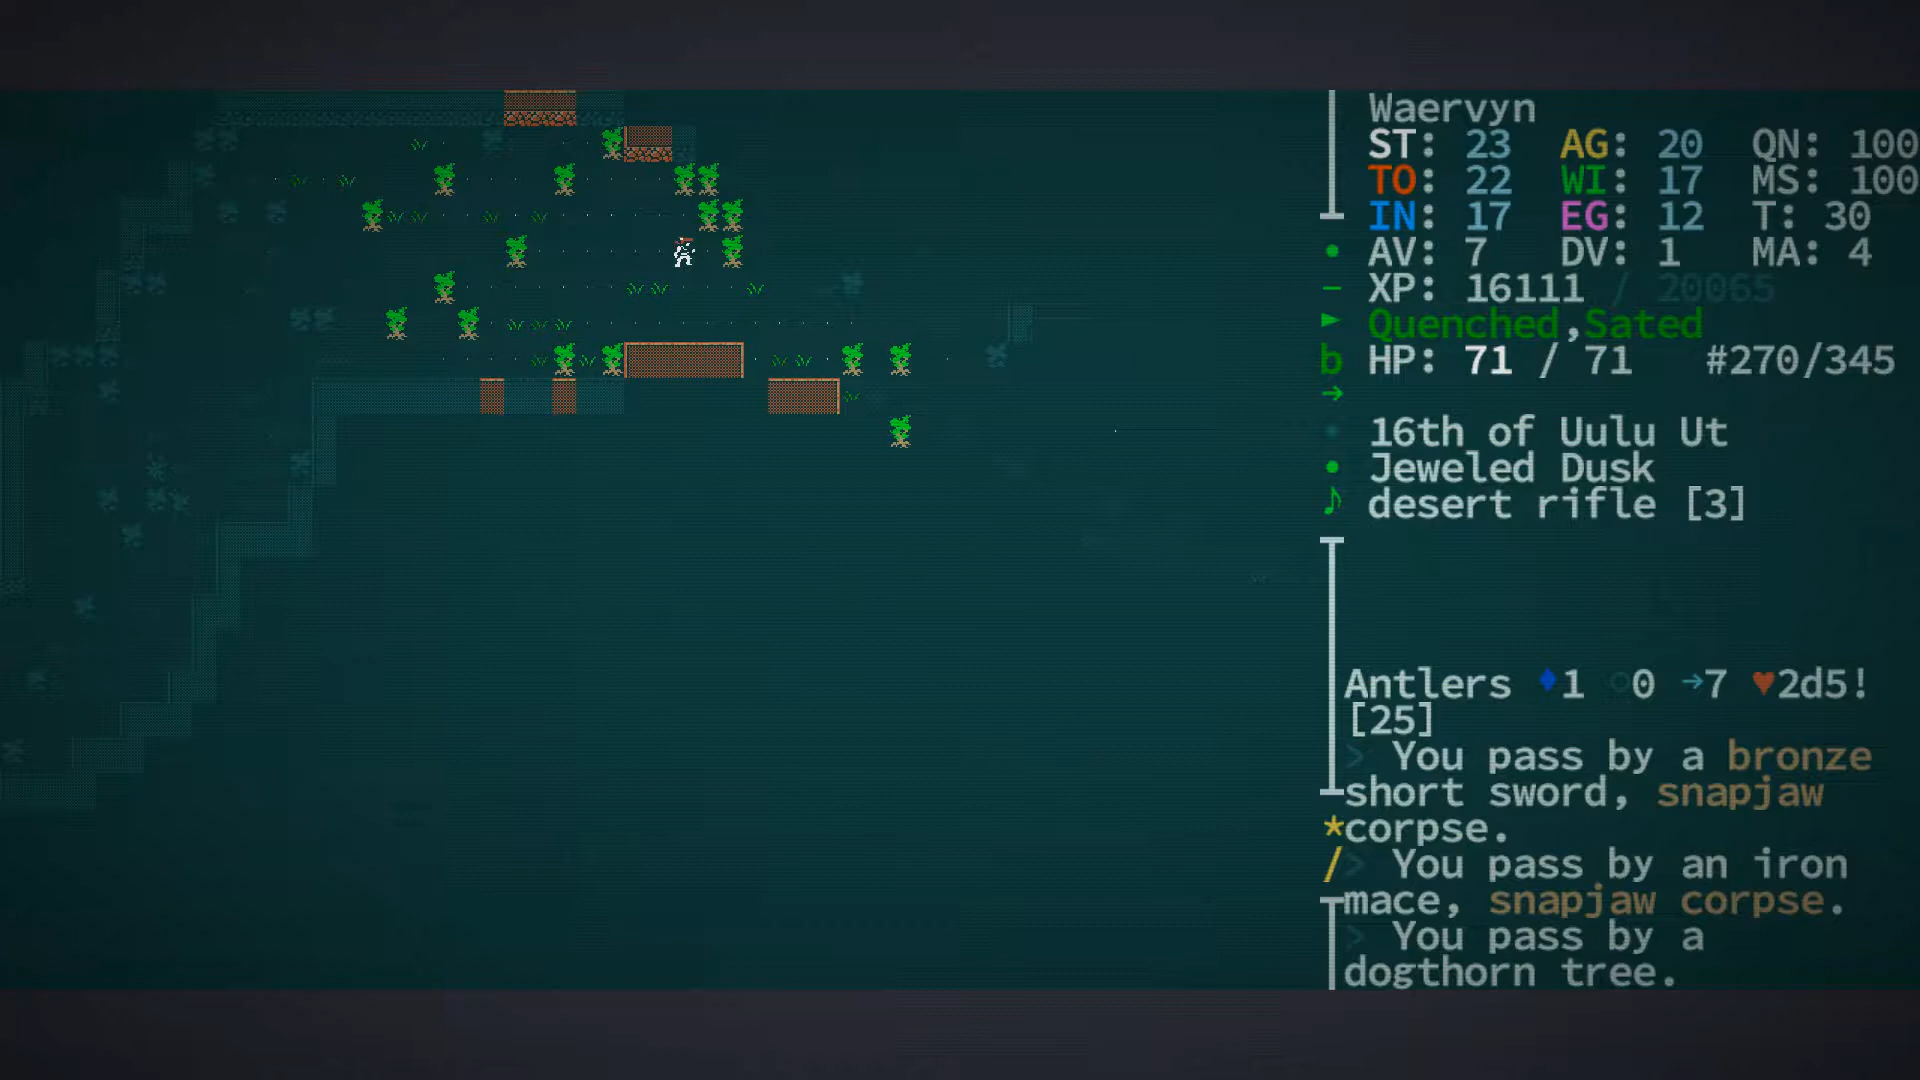 Waervyn
ST: 23 AG: 20 QN: 100
TO: 22 WI: 17 MS: 100
IN: 17 EG: 12 T: 30
AV: 7 DV: 1 MA: 4
XP: 16111 / 20065
Quenched,Sated
b HP: 71 / 71 #270/345
16th of Uulu Ut
Jeweled Dusk
desert rifle [3]
Antlers ♦1 ○0 →7 ♥2d5!
[25]
> You pass by a bronze
short sword, snapjaw
*corpse.
/> You pass by an iron
mace, snapjaw corpse.
> You pass by a
dogthorn tree.